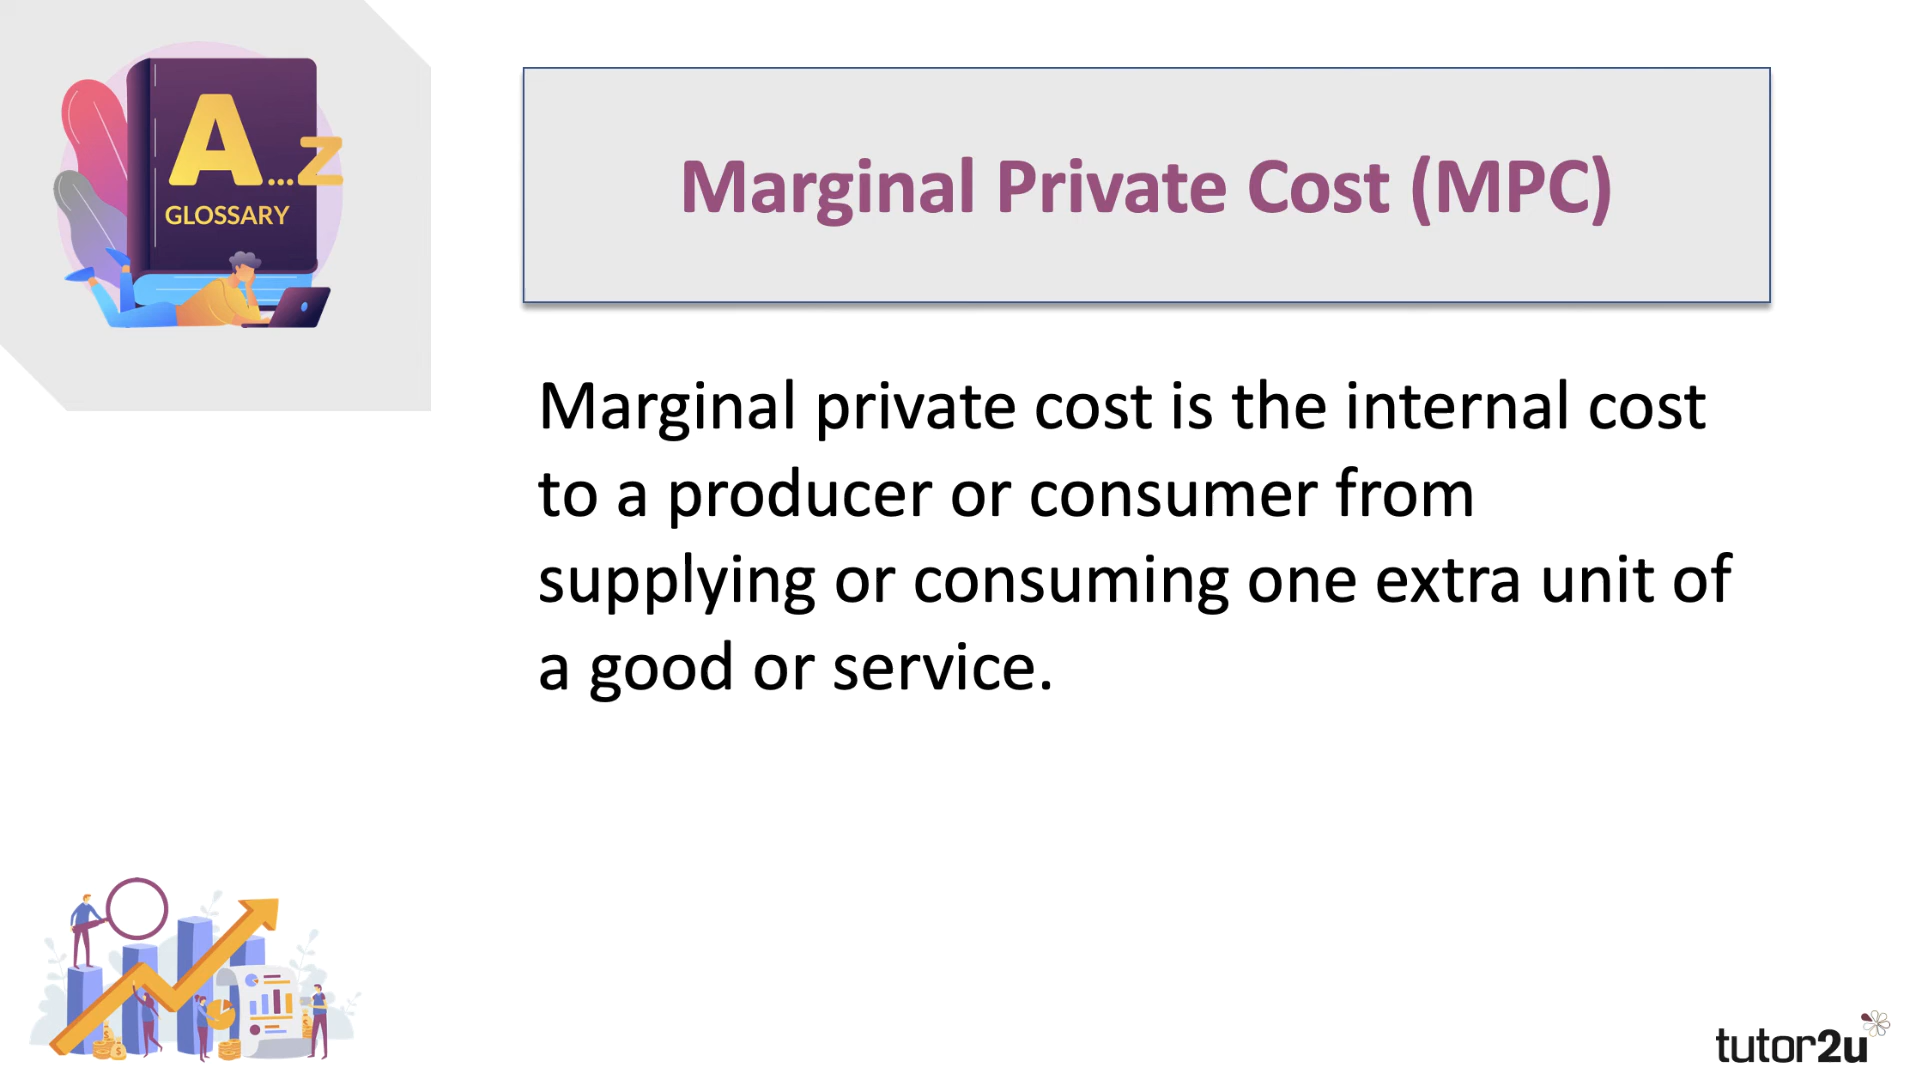 A...Z
GLOSSARY
Marginal Private Cost (MPC)
Marginal private cost is the internal cost
to a producer or consumer from
supplying or consuming one extra unit of
a good or service.
tutor2u